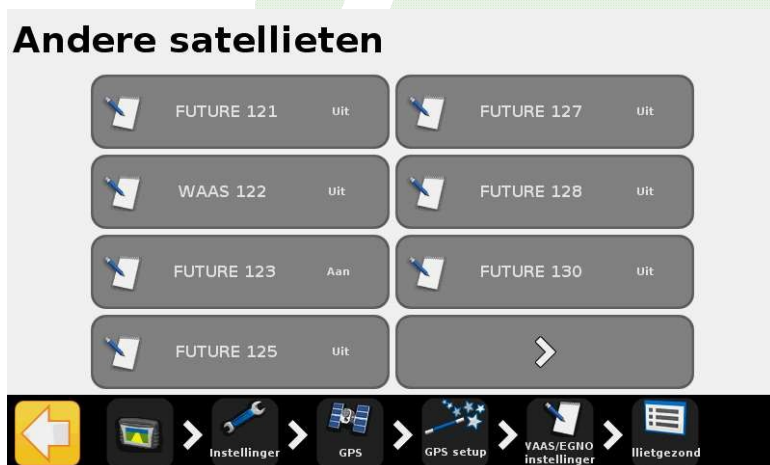 Andere satellieten
FUTURE 121 Uit
FUTURE 127 Uit
WAAS 122 Uit
FUTURE 128 Uit
FUTURE 123 Aan
FUTURE 130 Uit
FUTURE 125 Uit
Instellinger
GPS
GPS setup
VAAS/EGNO
instellinger
llietgezond